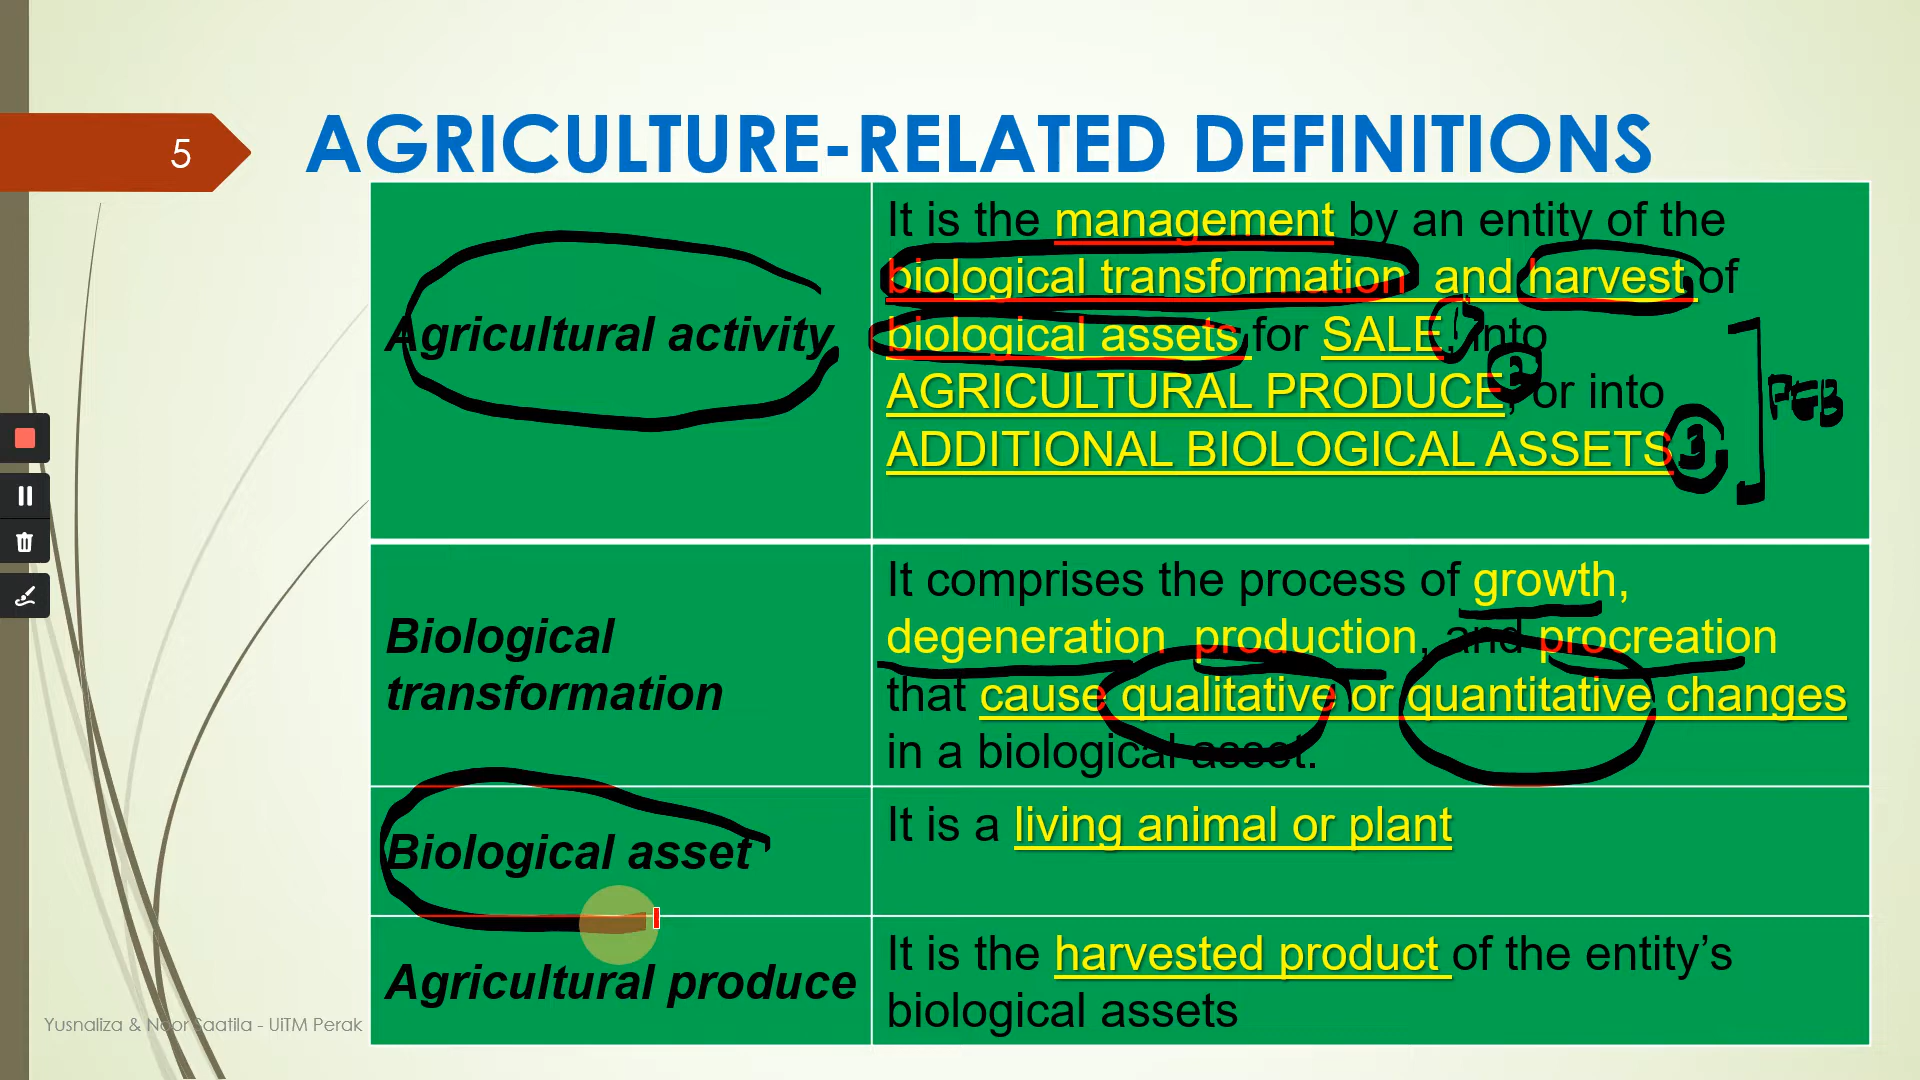 5
AGRICULTURE-RELATED DEFINITIONS
Agricultural activity
It is the management by an entity of the
biological transformation and harvest of
biological assets for SALE, into
AGRICULTURAL PRODUCE, or into
ADDITIONAL BIOLOGICAL ASSETS
1
2
3
Biological
transformation
It comprises the process of growth,
degeneration, production, and procreation
that cause qualitative or quantitative changes
in a biological asset.
Biological asset
It is a living animal or plant
Agricultural produce
It is the harvested product of the entity’s
biological assets
Yusnaliza & Noor Saatila - UiTM Perak